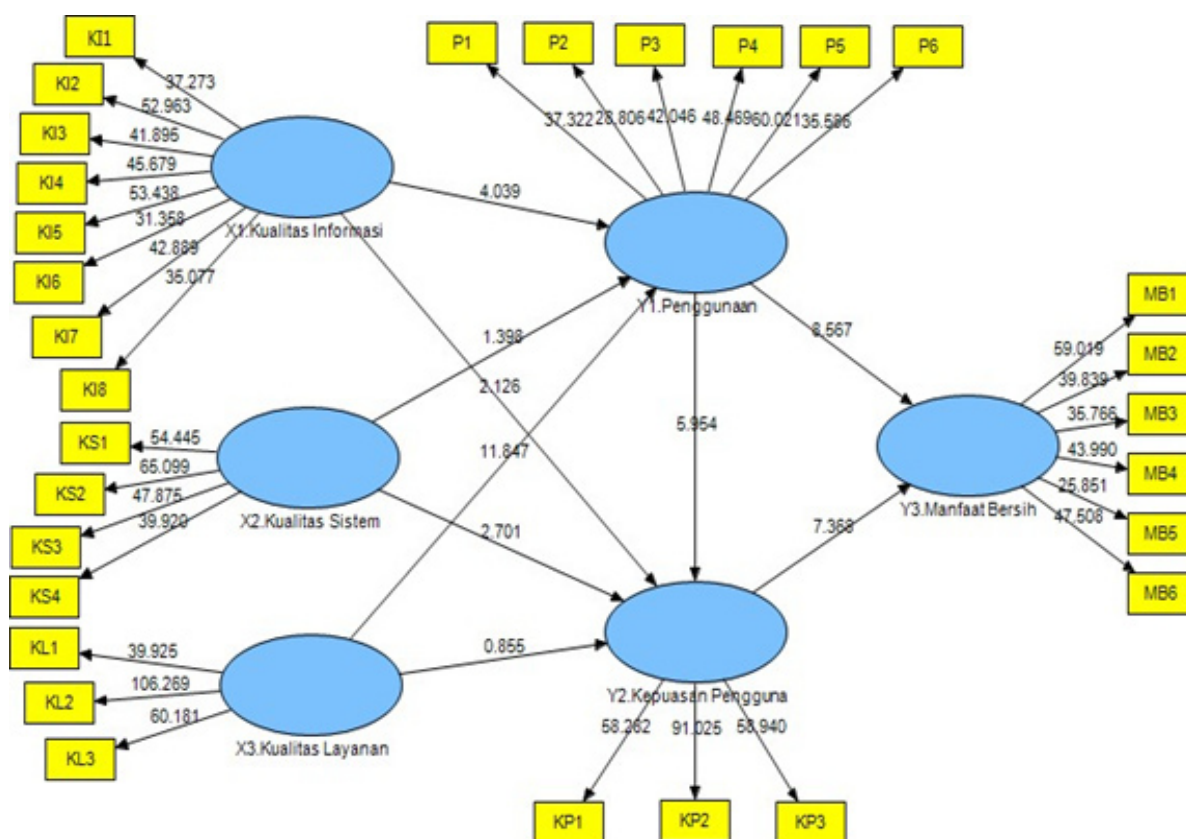 KI1
KI2
KI3
KI4
KI5
KI6
KI7
KI8
37.273
52.963
41.895
45.679
53.438
31.358
42.889
35.077
X1.Kualitas Informasi
P1
P2
P3
P4
P5
P6
37.322
28.806
42.046
48.469
60.021
35.586
4.039
Y1.Penggunaan
1.398
2.126
11.847
5.954
8.567
KS1
KS2
KS3
KS4
54.445
65.099
47.875
39.920
X2.Kualitas Sistem
2.701
MB1
MB2
MB3
MB4
MB5
MB6
59.019
39.839
35.766
43.990
25.851
47.508
Y3.Manfaat Bersih
7.368
KL1
KL2
KL3
39.925
106.269
60.181
X3.Kualitas Layanan
0.855
Y2.Kepuasan Pengguna
58.282
91.025
58.940
KP1
KP2
KP3